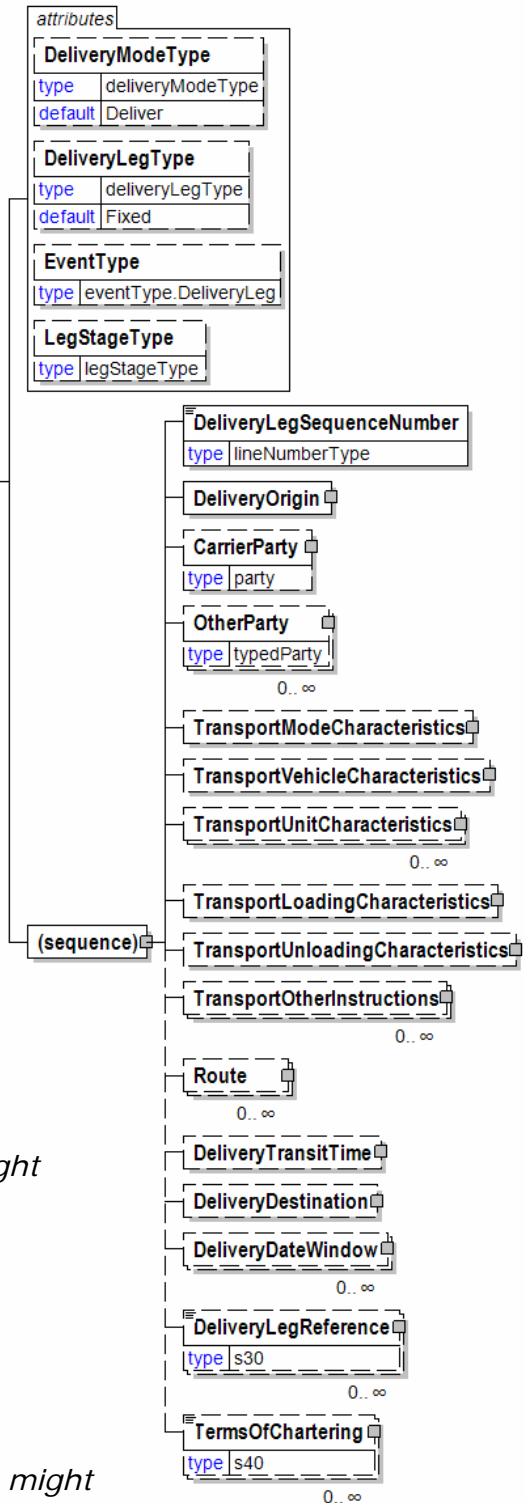 attributes
DeliveryModeType
type deliveryModeType
default Deliver
DeliveryLegType
type deliveryLegType
default Fixed
EventType
type eventType.DeliveryLeg
LegStageType
type legStageType
DeliveryLegSequenceNumber
type lineNumberType
DeliveryOrigin
CarrierParty
type party
OtherParty
type typedParty
0.. ∞
TransportModeCharacteristics
TransportVehicleCharacteristics
TransportUnitCharacteristics
0.. ∞
TransportLoadingCharacteristics
(sequence)
TransportUnloadingCharacteristics
TransportOtherInstructions
0.. ∞
Route
0.. ∞
ght
DeliveryTransitTime
DeliveryDestination
DeliveryDateWindow
0.. ∞
DeliveryLegReference
type s30
0.. ∞
TermsOfChartering
type s40
might
0.. ∞